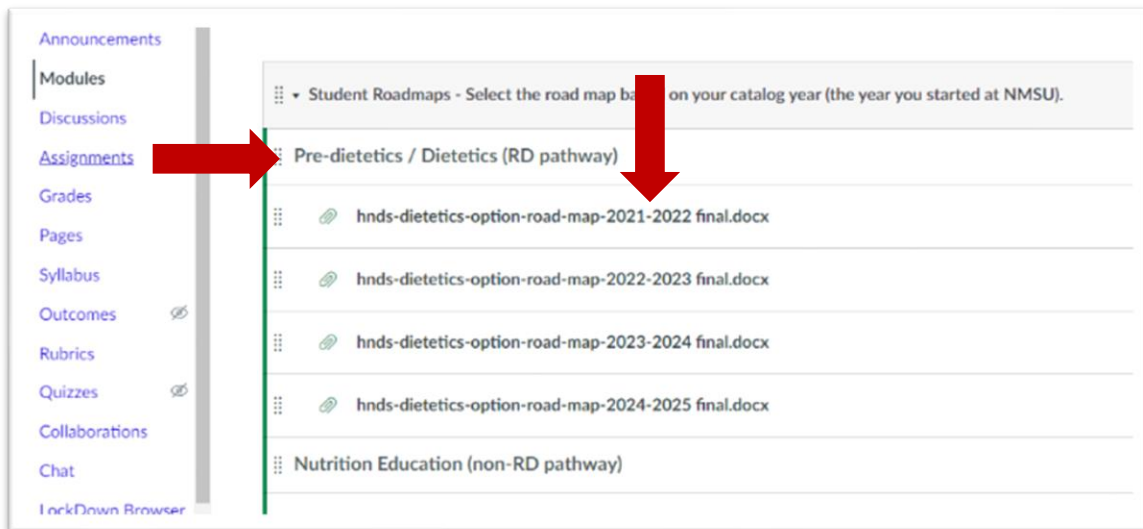 Announcements
Modules
Discussions
Assignments
Grades
Pages
Syllabus
Outcomes
Rubrics
Quizzes
Collaborations
Chat
LockDown Browser
Student Roadmaps - Select the road map ba on your catalog year (the year you started at NMSU).
Pre-dietetics / Dietetics (RD pathway)
hnds-dietetics-option-road-map-2021-2022 final.docx
hnds-dietetics-option-road-map-2022-2023 final.docx
hnds-dietetics-option-road-map-2023-2024 final.docx
hnds-dietetics-option-road-map-2024-2025 final.docx
Nutrition Education (non-RD pathway)